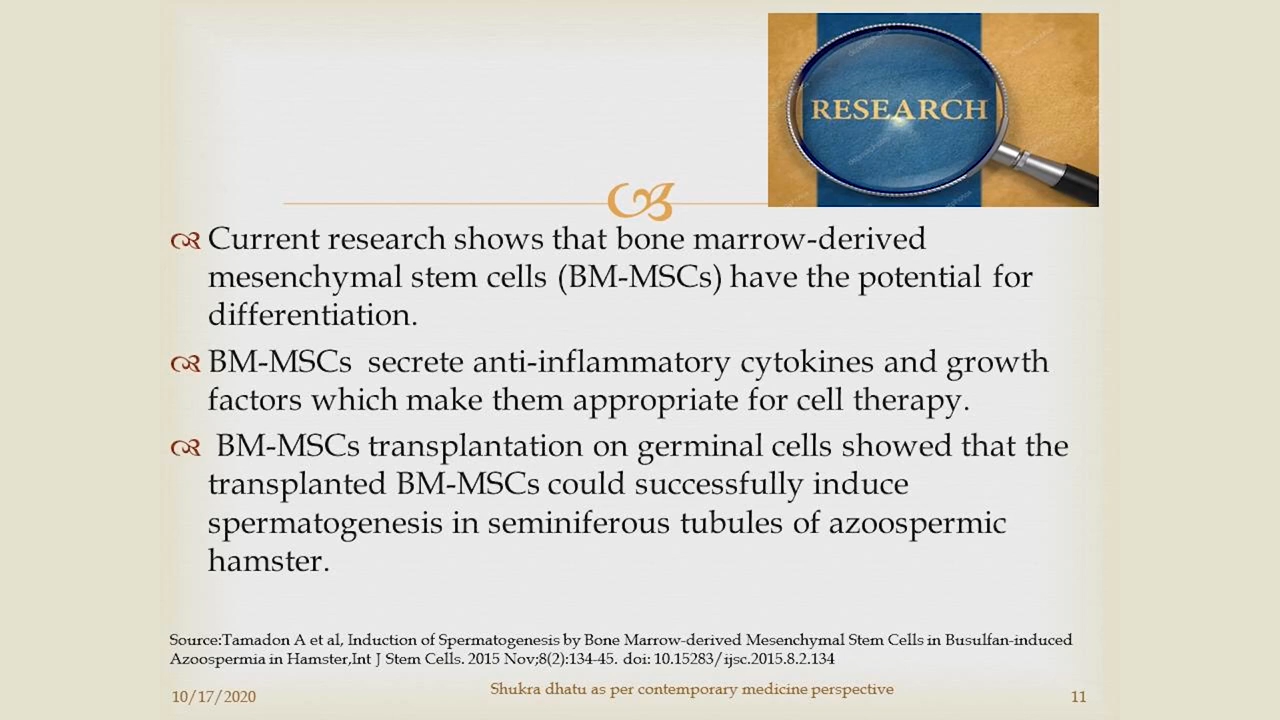 RESEARCH
Current research shows that bone marrow-derived
mesenchymal stem cells (BM-MSCs) have the potential for
differentiation.
BM-MSCs secrete anti-inflammatory cytokines and growth
factors which make them appropriate for cell therapy.
BM-MSCs transplantation on germinal cells showed that the
transplanted BM-MSCs could successfully induce
spermatogenesis in seminiferous tubules of azoospermic
hamster.
Source:Tamadon A et al, Induction of Spermatogenesis by Bone Marrow-derived Mesenchymal Stem Cells in Busulfan-induced
Azoospermia in Hamster,Int J Stem Cells. 2015 Nov;8(2):134-45. doi: 10.15283/ijsc.2015.8.2.134
10/17/2020
Shukra dhatu as per contemporary medicine perspective
11